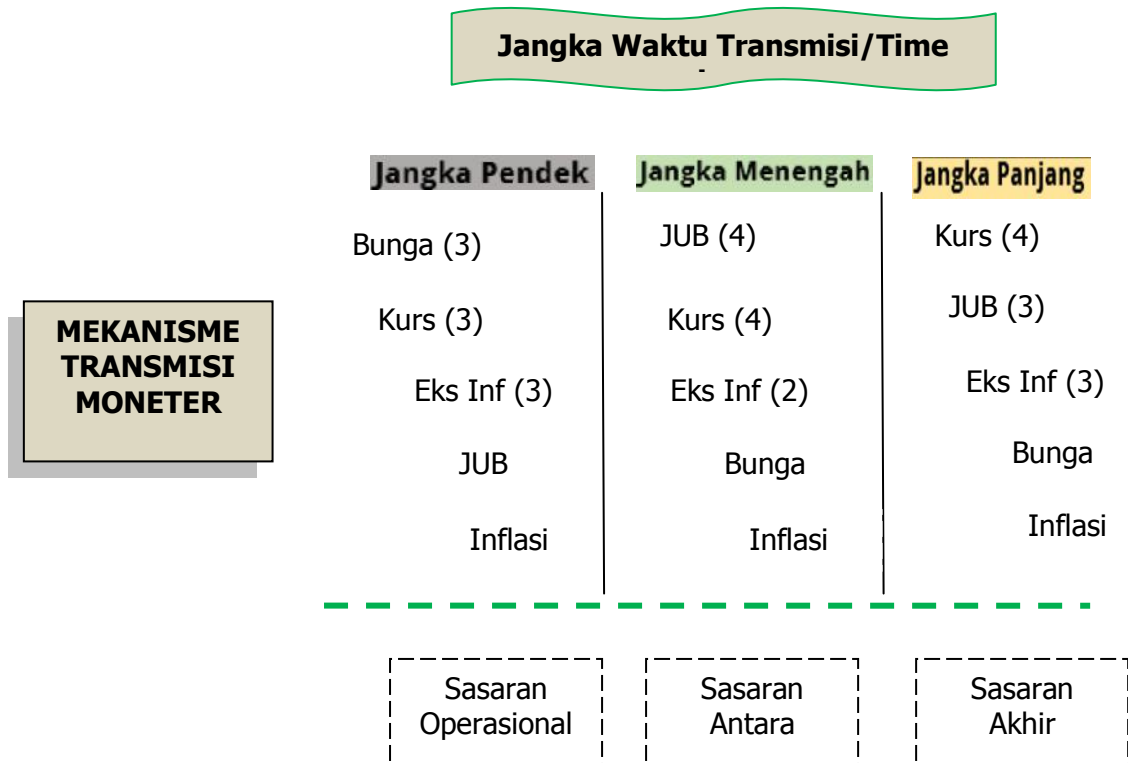 Jangka Waktu Transmisi/Time
-
Jangka Pendek
Jangka Menengah
Jangka Panjang
Bunga (3)
JUB (4)
Kurs (4)
Kurs (3)
Kurs (4)
JUB (3)
Eks Inf (3)
Eks Inf (2)
Eks Inf (3)
JUB
Bunga
Bunga
Inflasi
Inflasi
Inflasi
MEKANISME
TRANSMISI
MONETER
Sasaran
Operasional
Sasaran
Antara
Sasaran
Akhir